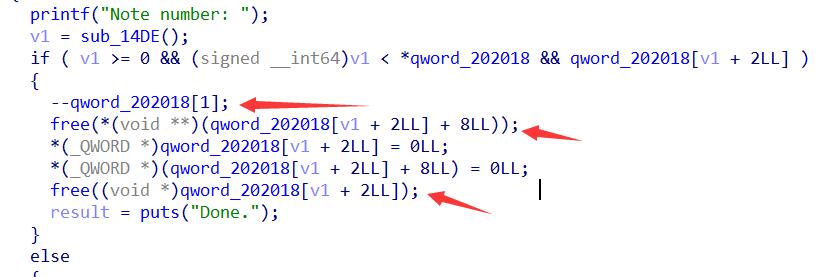 printf("Note number: ");
v1 = sub_14DE();
if ( v1 >= 0 && (signed __int64)v1 < *qword_202018 && qword_202018[v1 + 2LL] )
{
--qword_202018[1];
free(*(void **)(qword_202018[v1 + 2LL] + 8LL));
*(_QWORD *)qword_202018[v1 + 2LL] = 0LL;
*(_QWORD *)(qword_202018[v1 + 2LL] + 8LL) = 0LL;
free((void *)qword_202018[v1 + 2LL]);
result = puts("Done.");
}
else